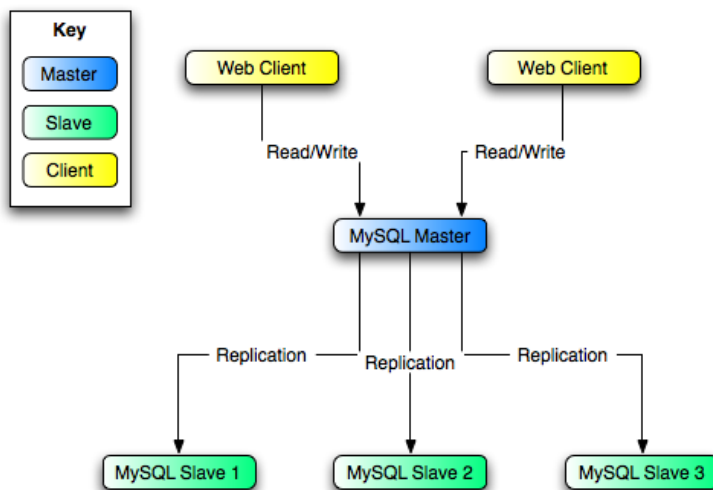 Key
Master
Slave
Client
Web Client
Web Client
Read/Write
Read/Write
MySQL Master
Replication
Replication
Replication
MySQL Slave 1
MySQL Slave 2
MySQL Slave 3